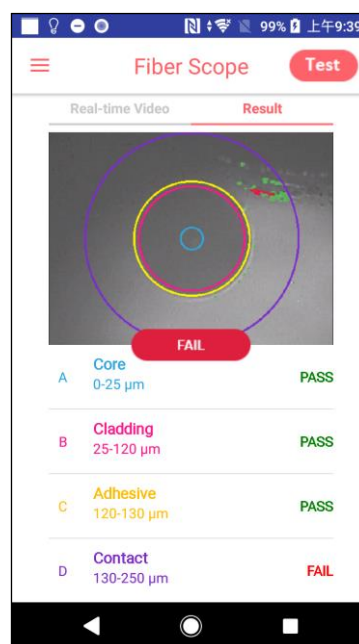 99% 上午9:39
Fiber Scope
Test
Real-time Video
Result
FAIL
A
Core
0-25 μm
PASS
B
Cladding
25-120 μm
PASS
C
Adhesive
120-130 μm
PASS
D
Contact
130-250 μm
FAIL